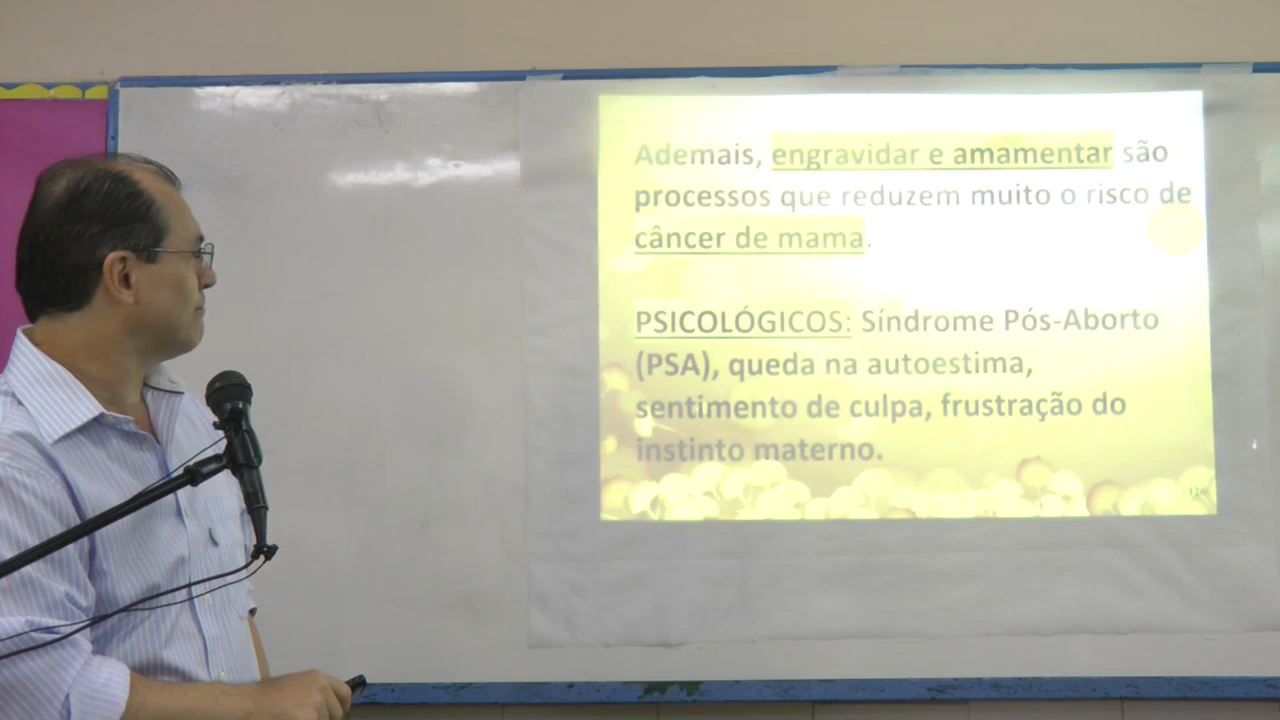 Ademais, engravidar e amamentar são
processos que reduzem muito o risco de
câncer de mama.
PSICOLÓGICOS: Síndrome Pós-Aborto
(PSA), queda na autoestima,
sentimento de culpa, frustração do
instinto materno.